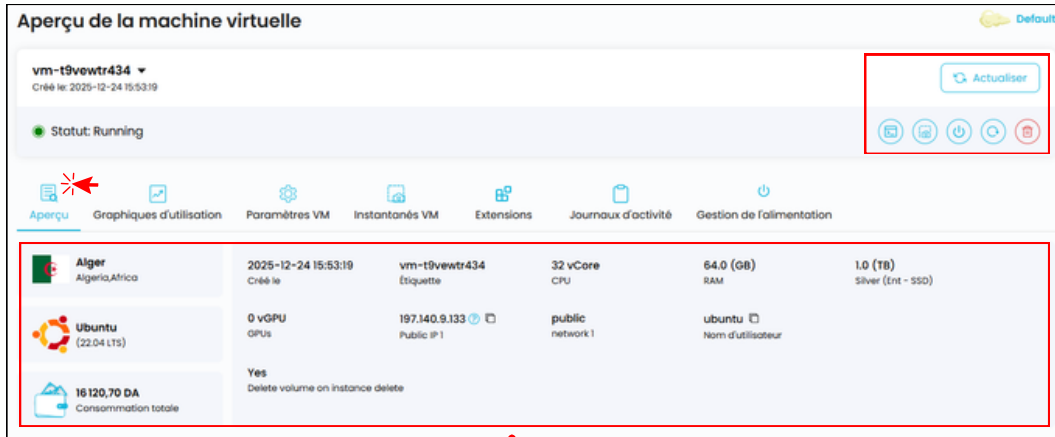 Aperçu de la machine virtuelle
Default
vm-t9vewtr434
Créé le: 2025-12-24 15:53:19
Actualiser
Statut: Running
Aperçu Graphiques d'utilisation Paramètres VM Instantanés VM Extensions Journaux d'activité Gestion de l'alimentation
Alger
Algeria,Africa
Ubuntu
(22.04 LTS)
16 120,70 DA
Consommation totale
2025-12-24 15:53:19 vm-t9vewtr434 32 vCore 64.0 (GB) 1.0 (TB)
Créé le Étiquette CPU RAM Silver (Ent - SSD)
0 vGPU 197.140.9.133 public ubuntu
GPUs Public IP 1 network 1 Nom d'utilisateur
Yes
Delete volume on instance delete